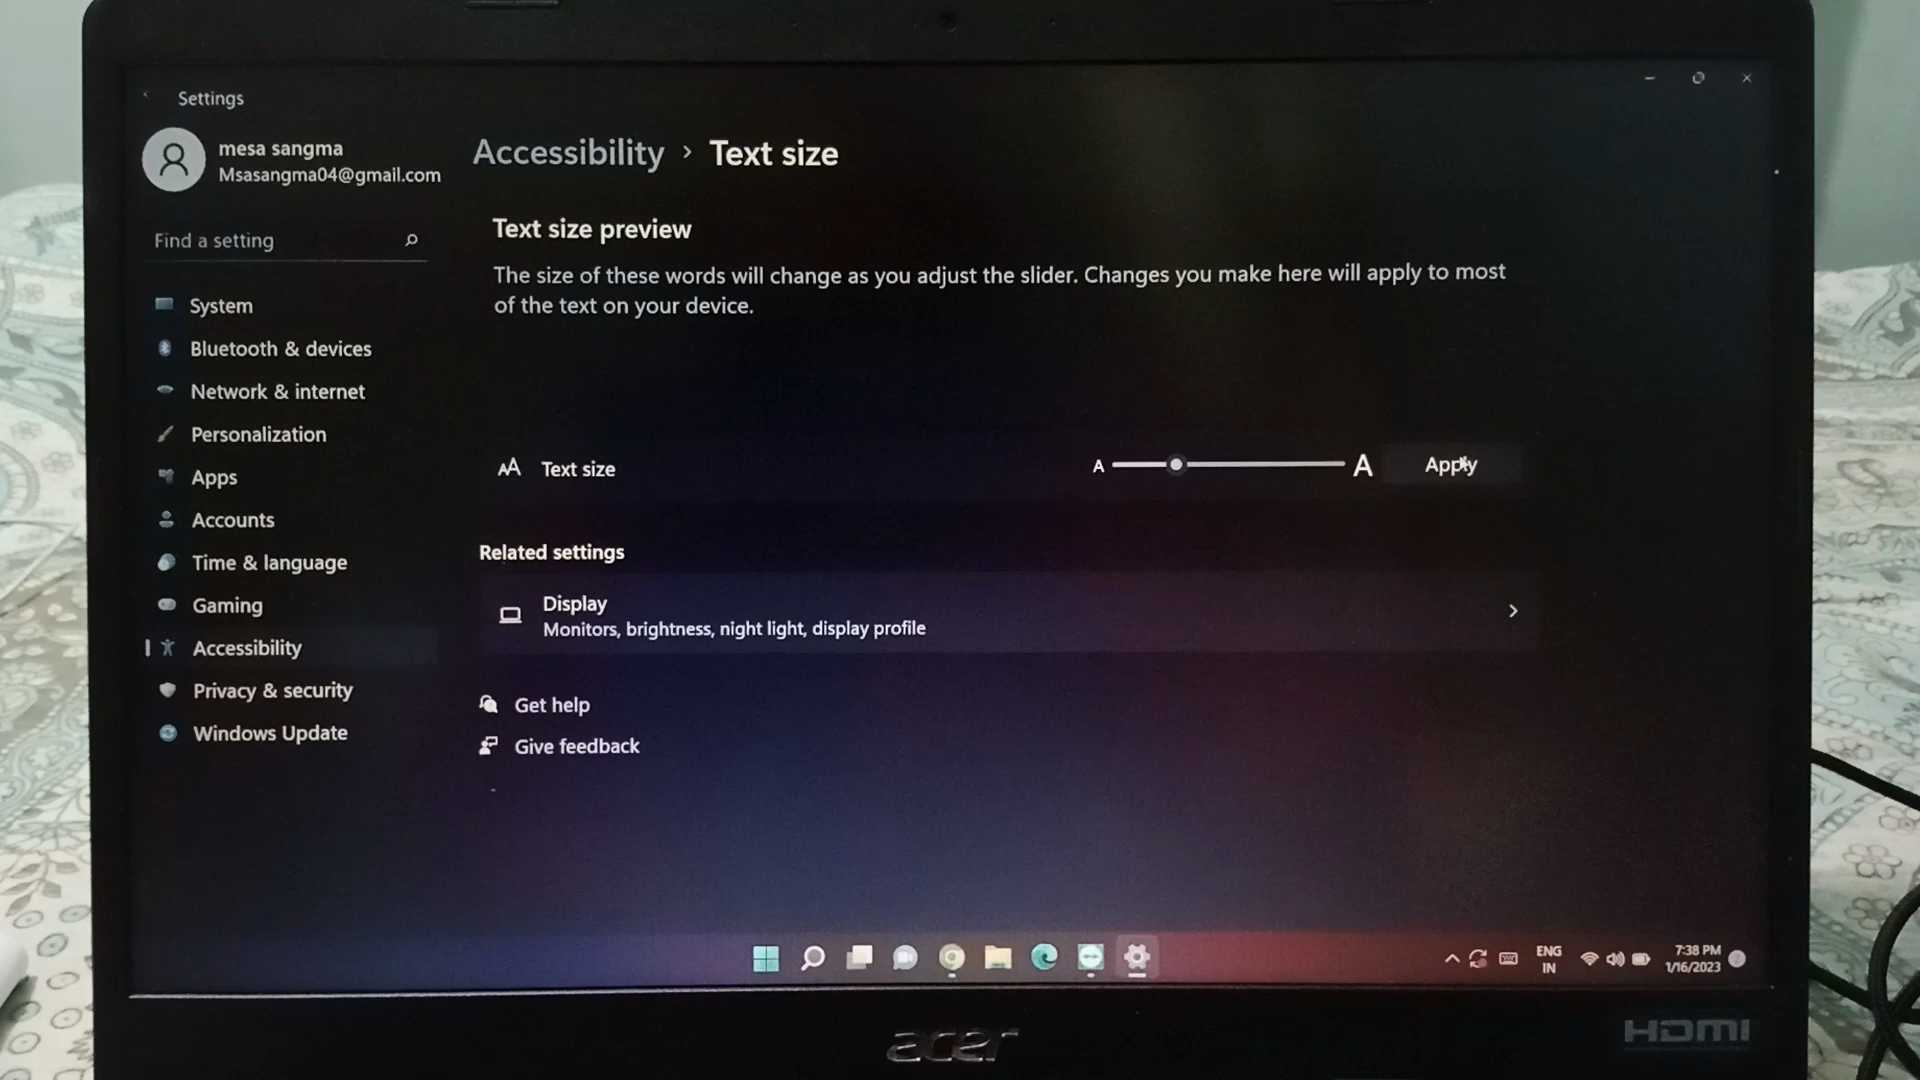 Settings
mesa sangma
Msasangma04@gmail.com
Find a setting
System
Bluetooth & devices
Network & internet
Personalization
Apps
Accounts
Time & language
Gaming
Accessibility
Privacy & security
Windows Update
Accessibility > Text size
Text size preview
The size of these words will change as you adjust the slider. Changes you make here will apply to most
of the text on your device.
Text size
A A
Apply
Related settings
Display
Monitors, brightness, night light, display profile
Get help
Give feedback
ENG
IN
7:38 PM
1/16/2023
acer
HDMI